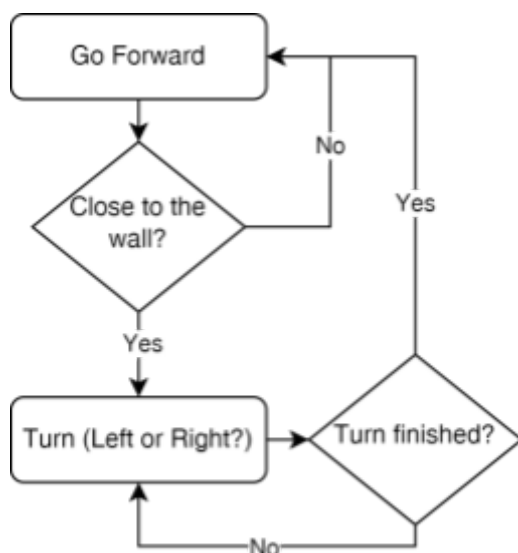 Go Forward
No
Close to the
wall?
Yes
Yes
Turn (Left or Right?)
Turn finished?
No